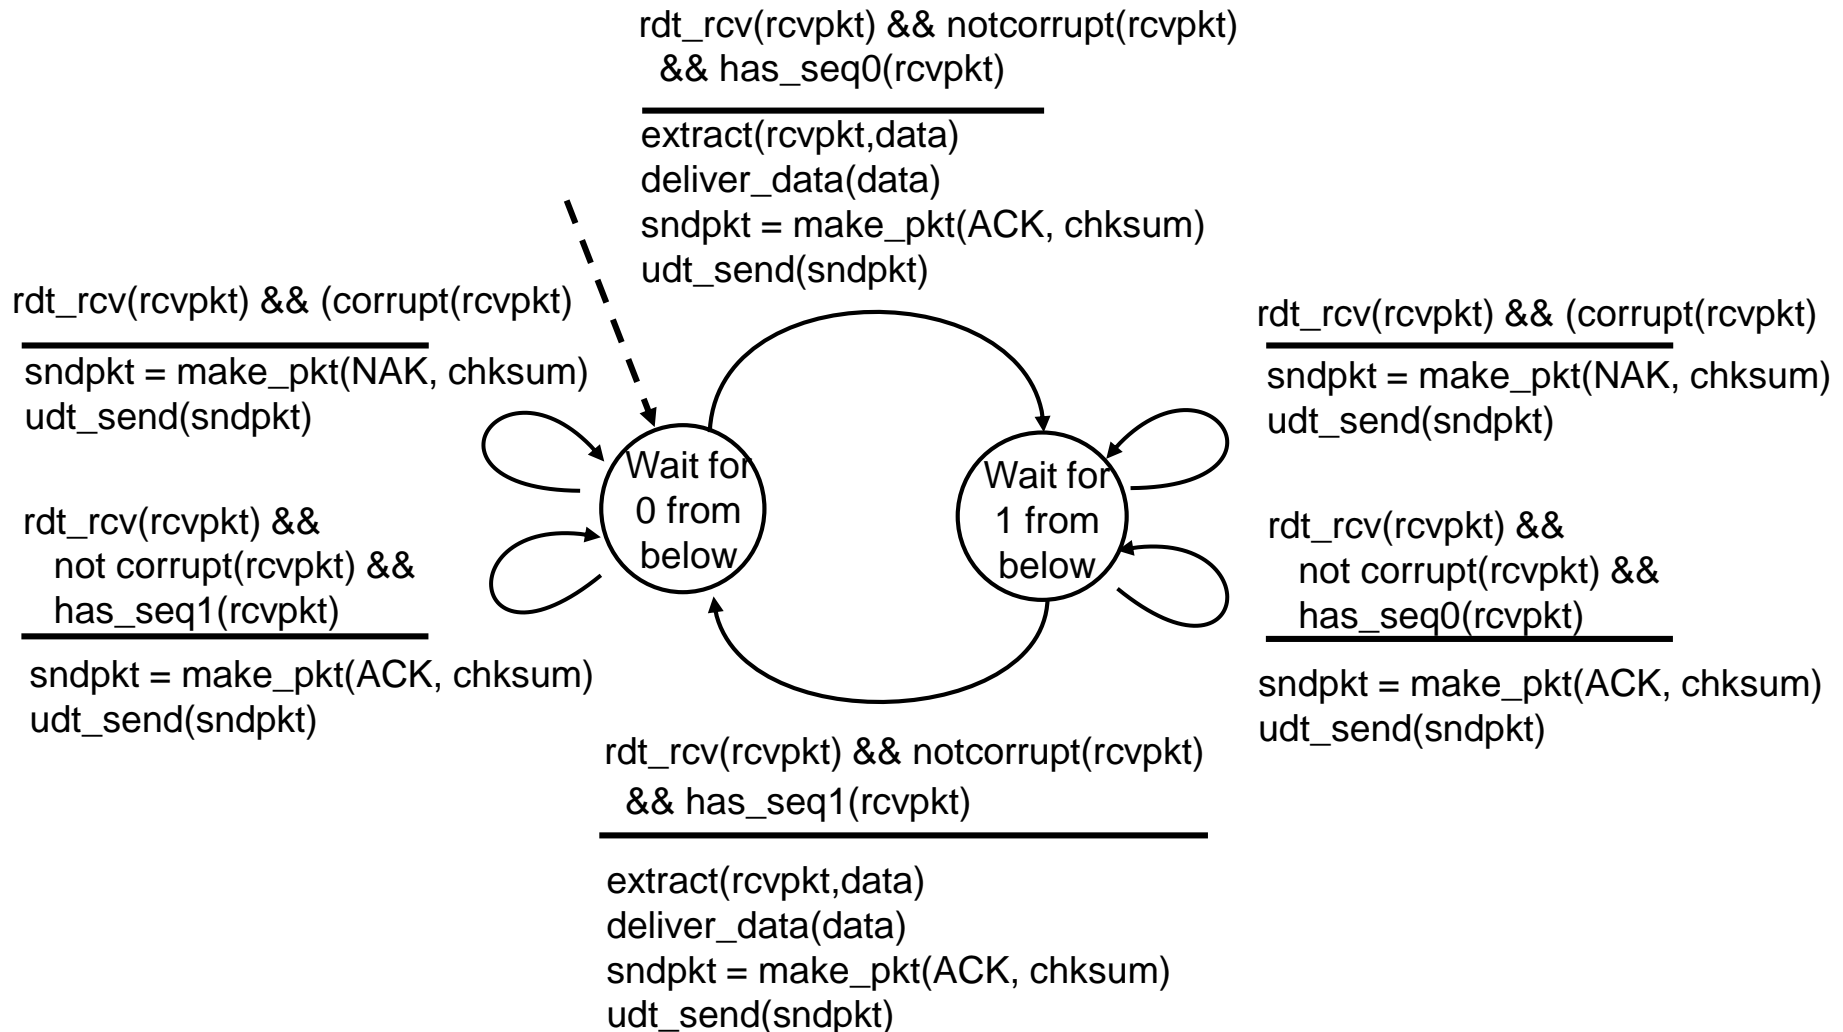 rdt_rcv(rcvpkt) && notcorrupt(rcvpkt)
&& has_seq0(rcvpkt)
extract(rcvpkt,data)
deliver_data(data)
sndpkt = make_pkt(ACK, chksum)
udt_send(sndpkt)
rdt_rcv(rcvpkt) && (corrupt(rcvpkt)
sndpkt = make_pkt(NAK, chksum)
udt_send(sndpkt)
rdt_rcv(rcvpkt) &&
not corrupt(rcvpkt) &&
has_seq1(rcvpkt)
sndpkt = make_pkt(ACK, chksum)
udt_send(sndpkt)
Wait for
0 from
below
Wait for
1 from
below
rdt_rcv(rcvpkt) && (corrupt(rcvpkt)
sndpkt = make_pkt(NAK, chksum)
udt_send(sndpkt)
rdt_rcv(rcvpkt) &&
not corrupt(rcvpkt) &&
has_seq0(rcvpkt)
sndpkt = make_pkt(ACK, chksum)
udt_send(sndpkt)
rdt_rcv(rcvpkt) && notcorrupt(rcvpkt)
&& has_seq1(rcvpkt)
extract(rcvpkt,data)
deliver_data(data)
sndpkt = make_pkt(ACK, chksum)
udt_send(sndpkt)